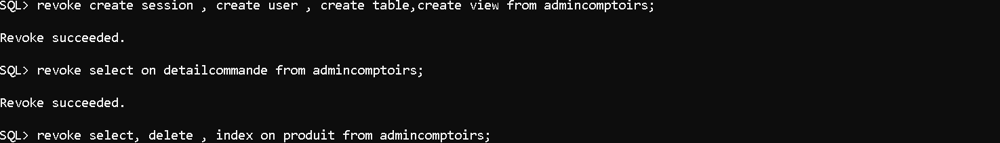 SQL> revoke create session , create user , create table,create view from admincomptoirs;
Revoke succeeded.
SQL> revoke select on detailcommande from admincomptoirs;
Revoke succeeded.
SQL> revoke select, delete , index on produit from admincomptoirs;